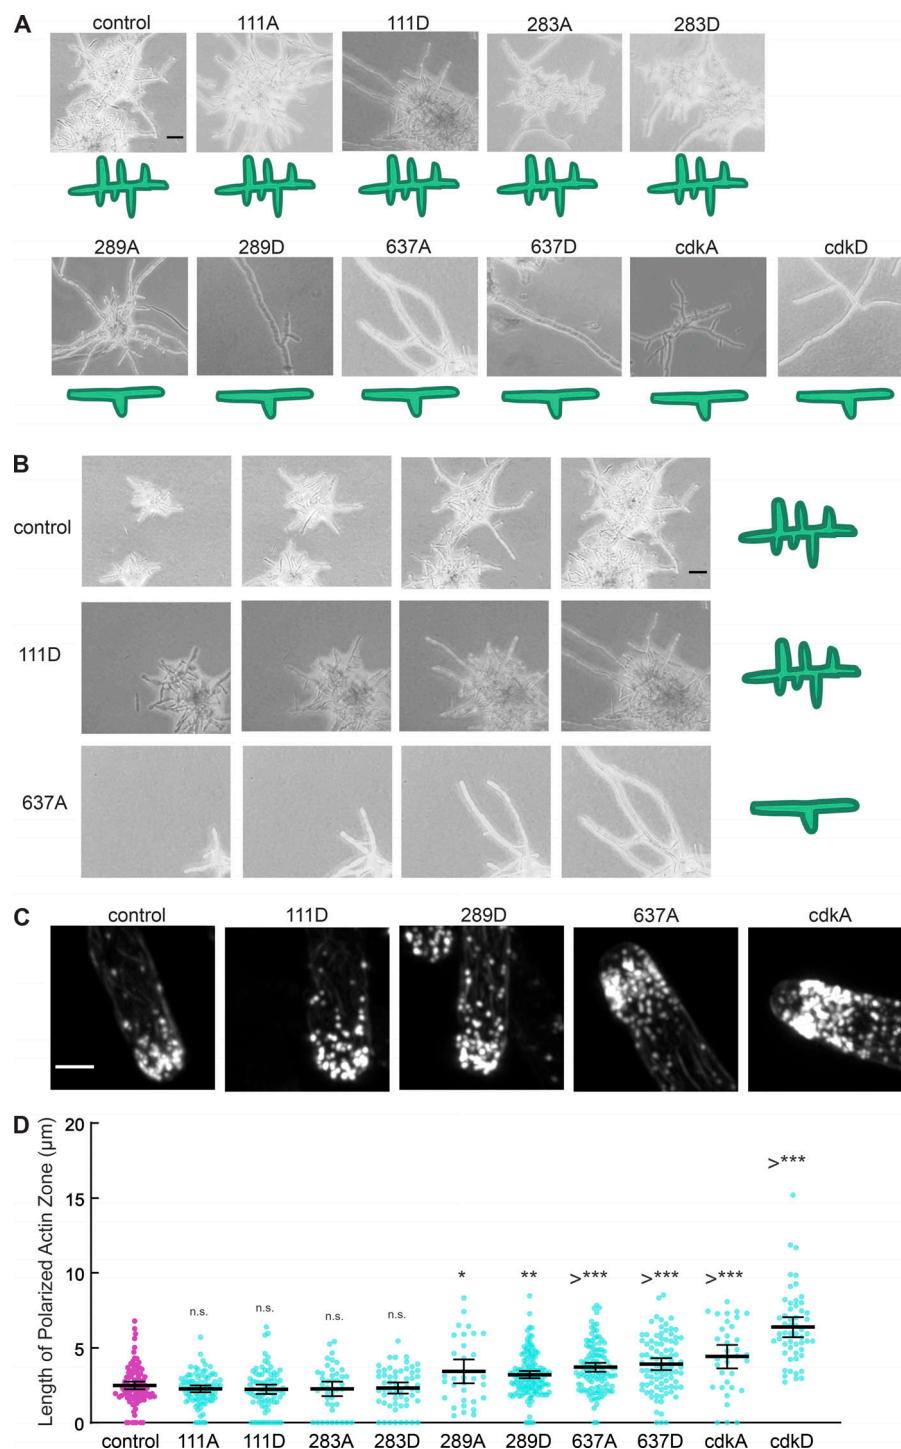 A
control 111A 111D 283A 283D
289A 289D 637A 637D cdkA cdkD
B
control
111D
637A
C
control 111D 289D 637A cdkA
D
Length of Polarized Actin Zone (µm)
20
>***
15
10
* ** >*** >*** >***
n.s. n.s. n.s. n.s.
5
0
control 111A 111D 283A 283D 289A 289D 637A 637D cdkA cdkD